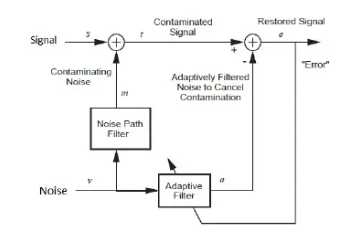 Contaminated
Signal
Restored Signal
Signal
s
t
e
+
-
"Error"
Contaminating
Noise
m
Adaptively Filtered
Noise to Cancel
Contamination
Noise Path
Filter
Noise
v
Adaptive
Filter
a